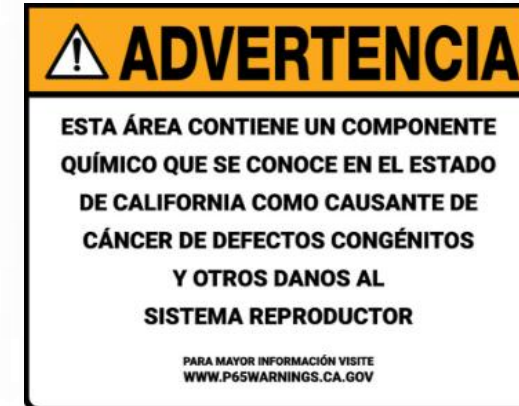 ADVERTENCIA
ESTA ÁREA CONTIENE UN COMPONENTE
QUÍMICO QUE SE CONOCE EN EL ESTADO
DE CALIFORNIA COMO CAUSANTE DE
CÁNCER DE DEFECTOS CONGÉNITOS
Y OTROS DANOS AL
SISTEMA REPRODUCTOR
PARA MAYOR INFORMACIÓN VISITE
WWW.P65WARNINGS.CA.GOV